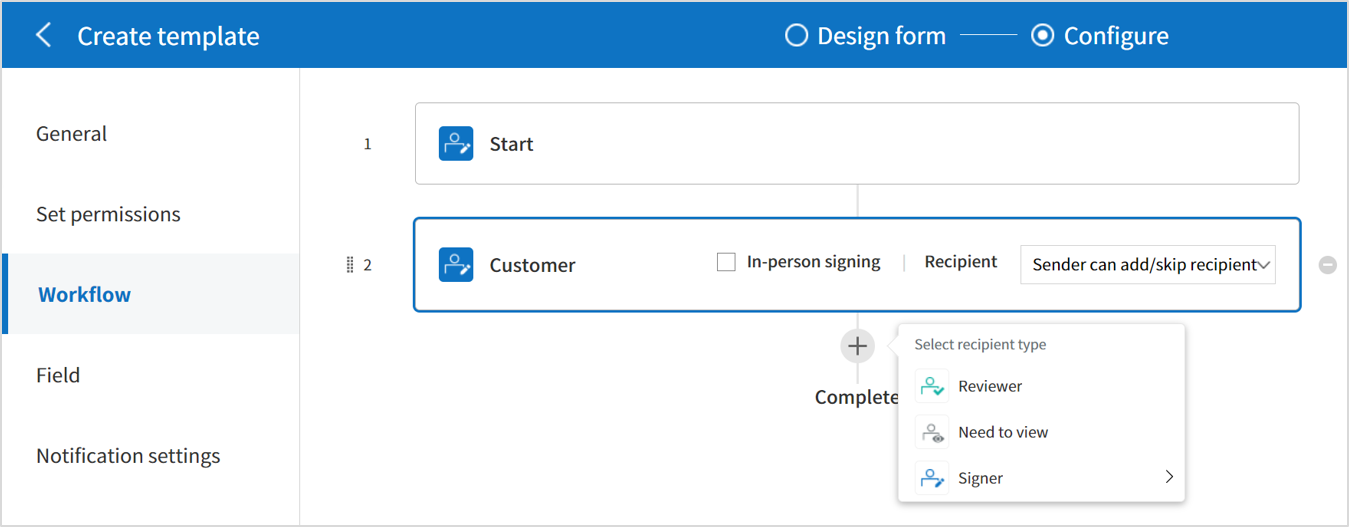 Create template
Design form
Configure
General
Set permissions
Workflow
Field
Notification settings
1
Start
2
Customer
In-person signing
Recipient
Sender can add/skip recipient
Select recipient type
Reviewer
Need to view
Signer
Complete